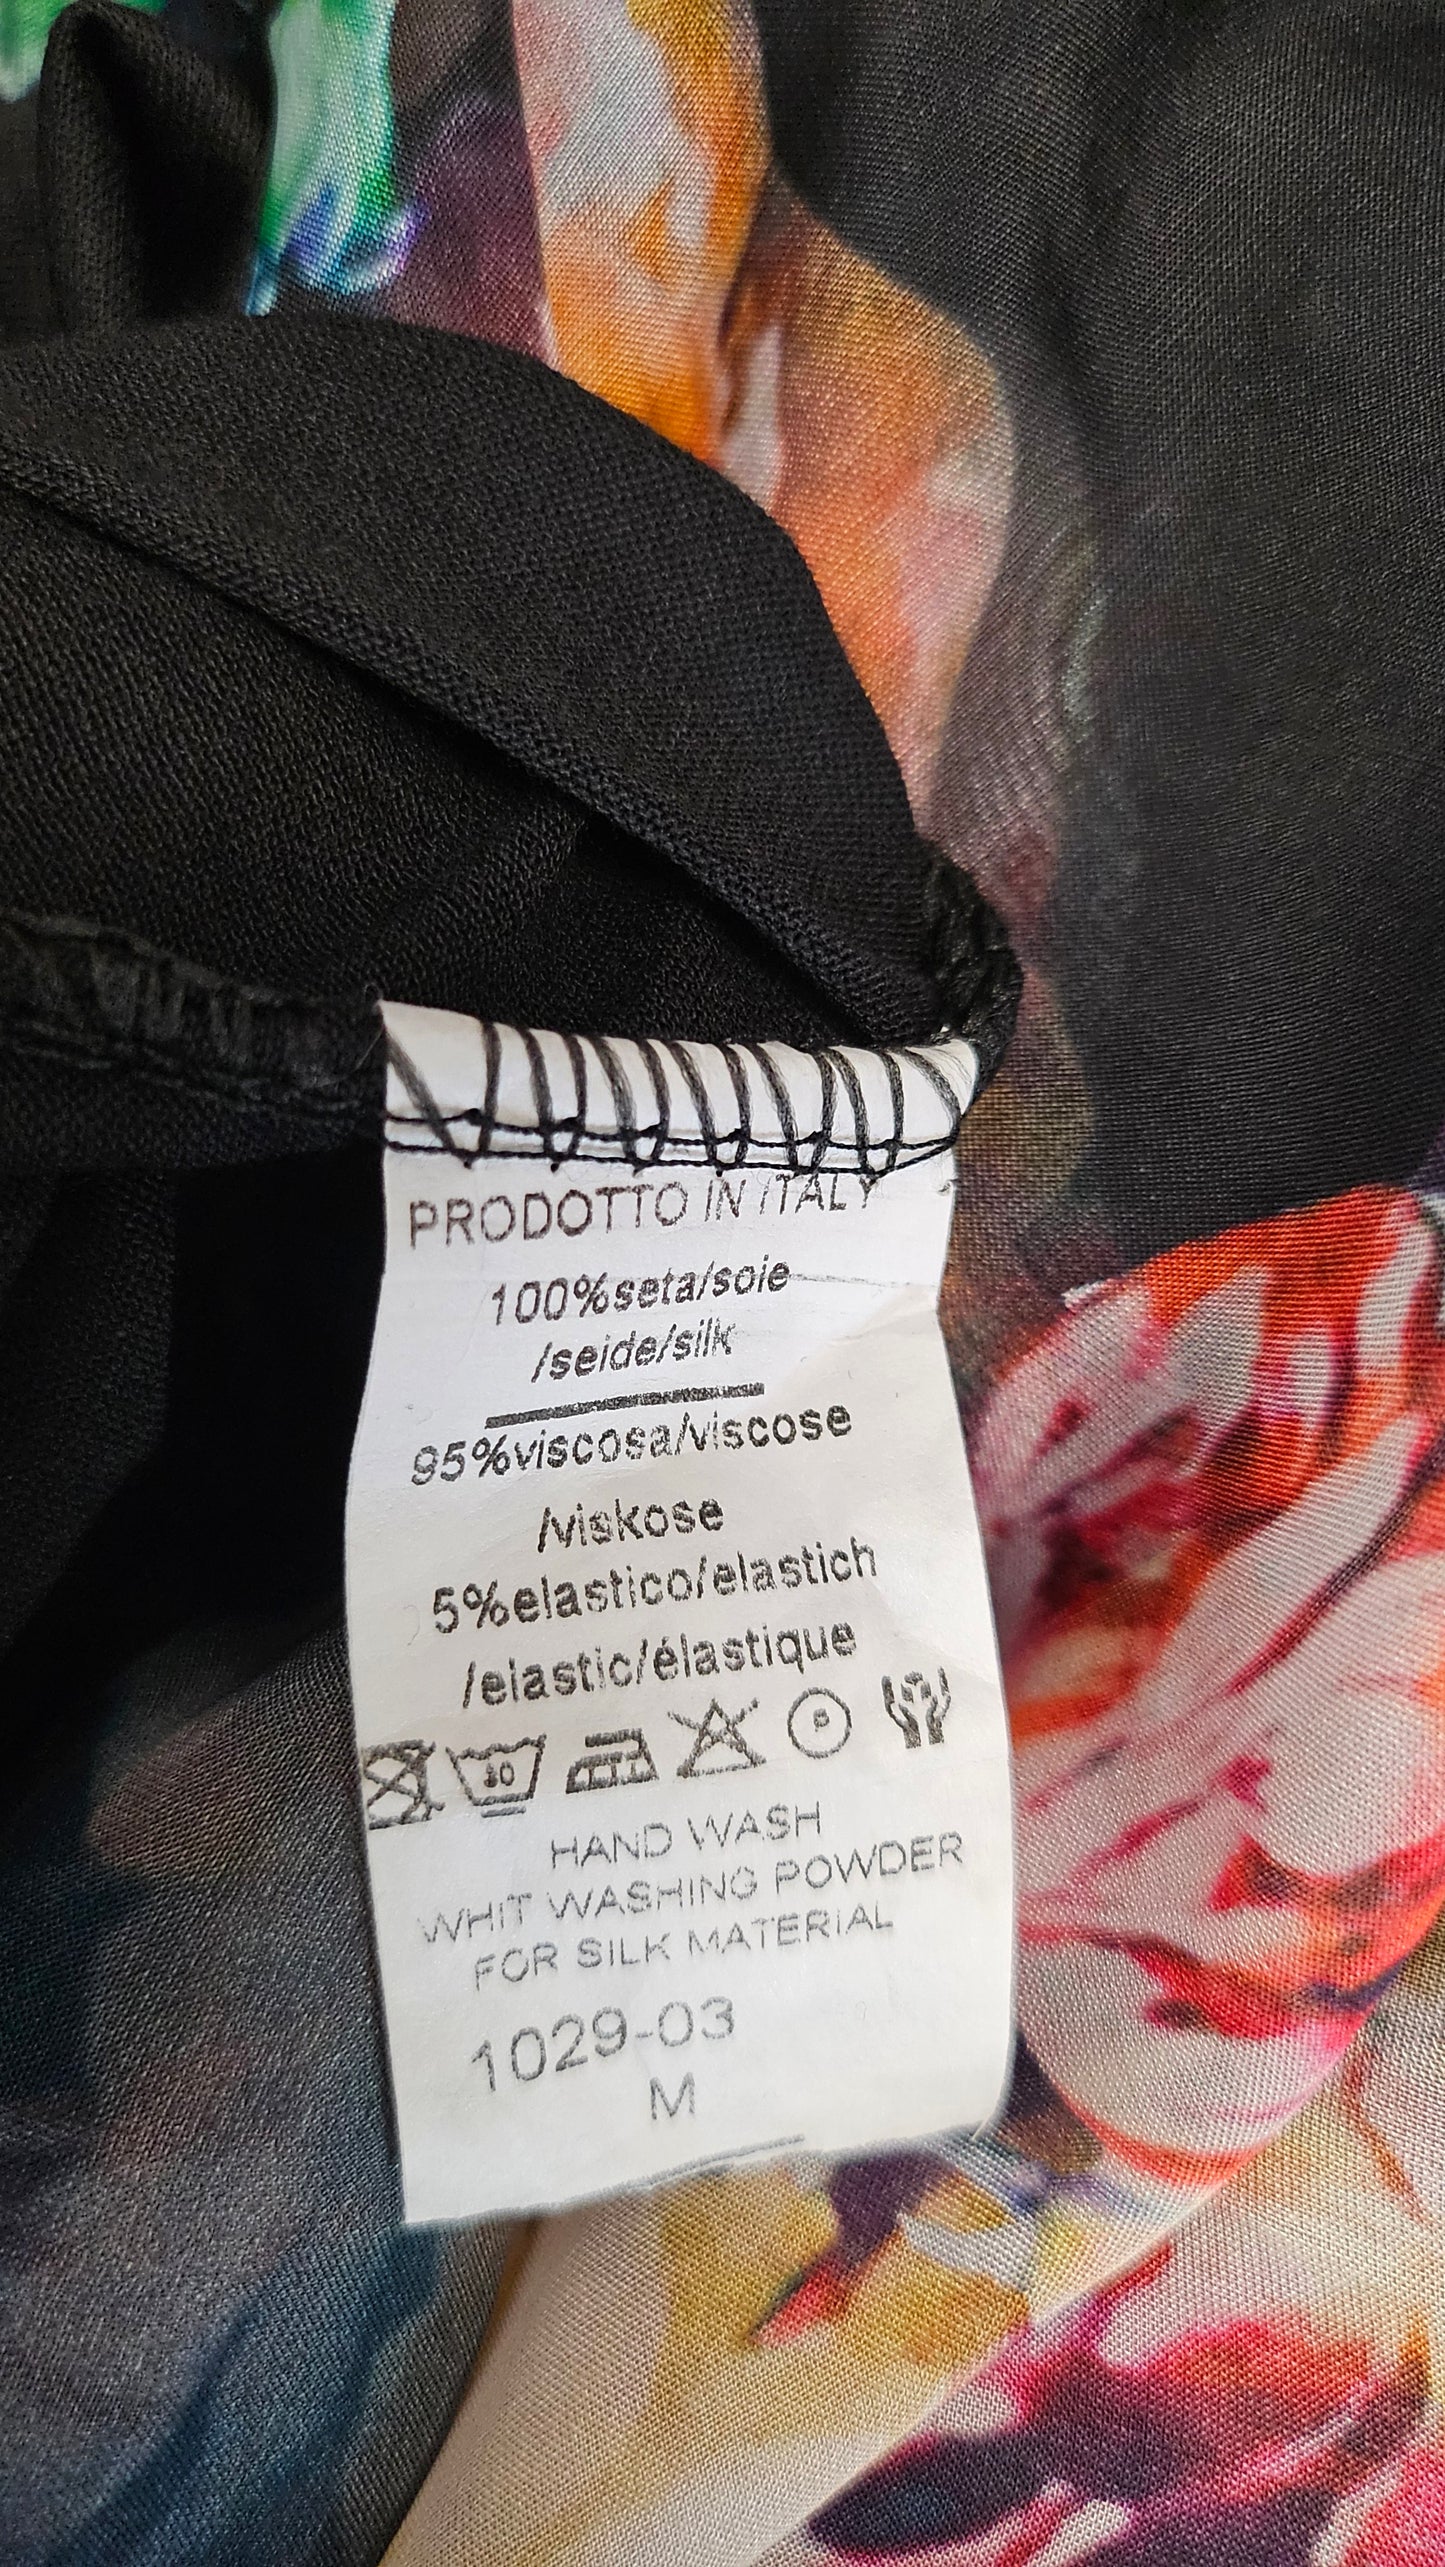 PRODOTTO IN ITALY
100%seta/soie
/seide/silk
95%viscosa/viscose
/viskose
5%elastico/elastich
/elastic/élastique
30
P
HAND WASH
WHIT WASHING POWDER
FOR SILK MATERIAL
1029-03
M